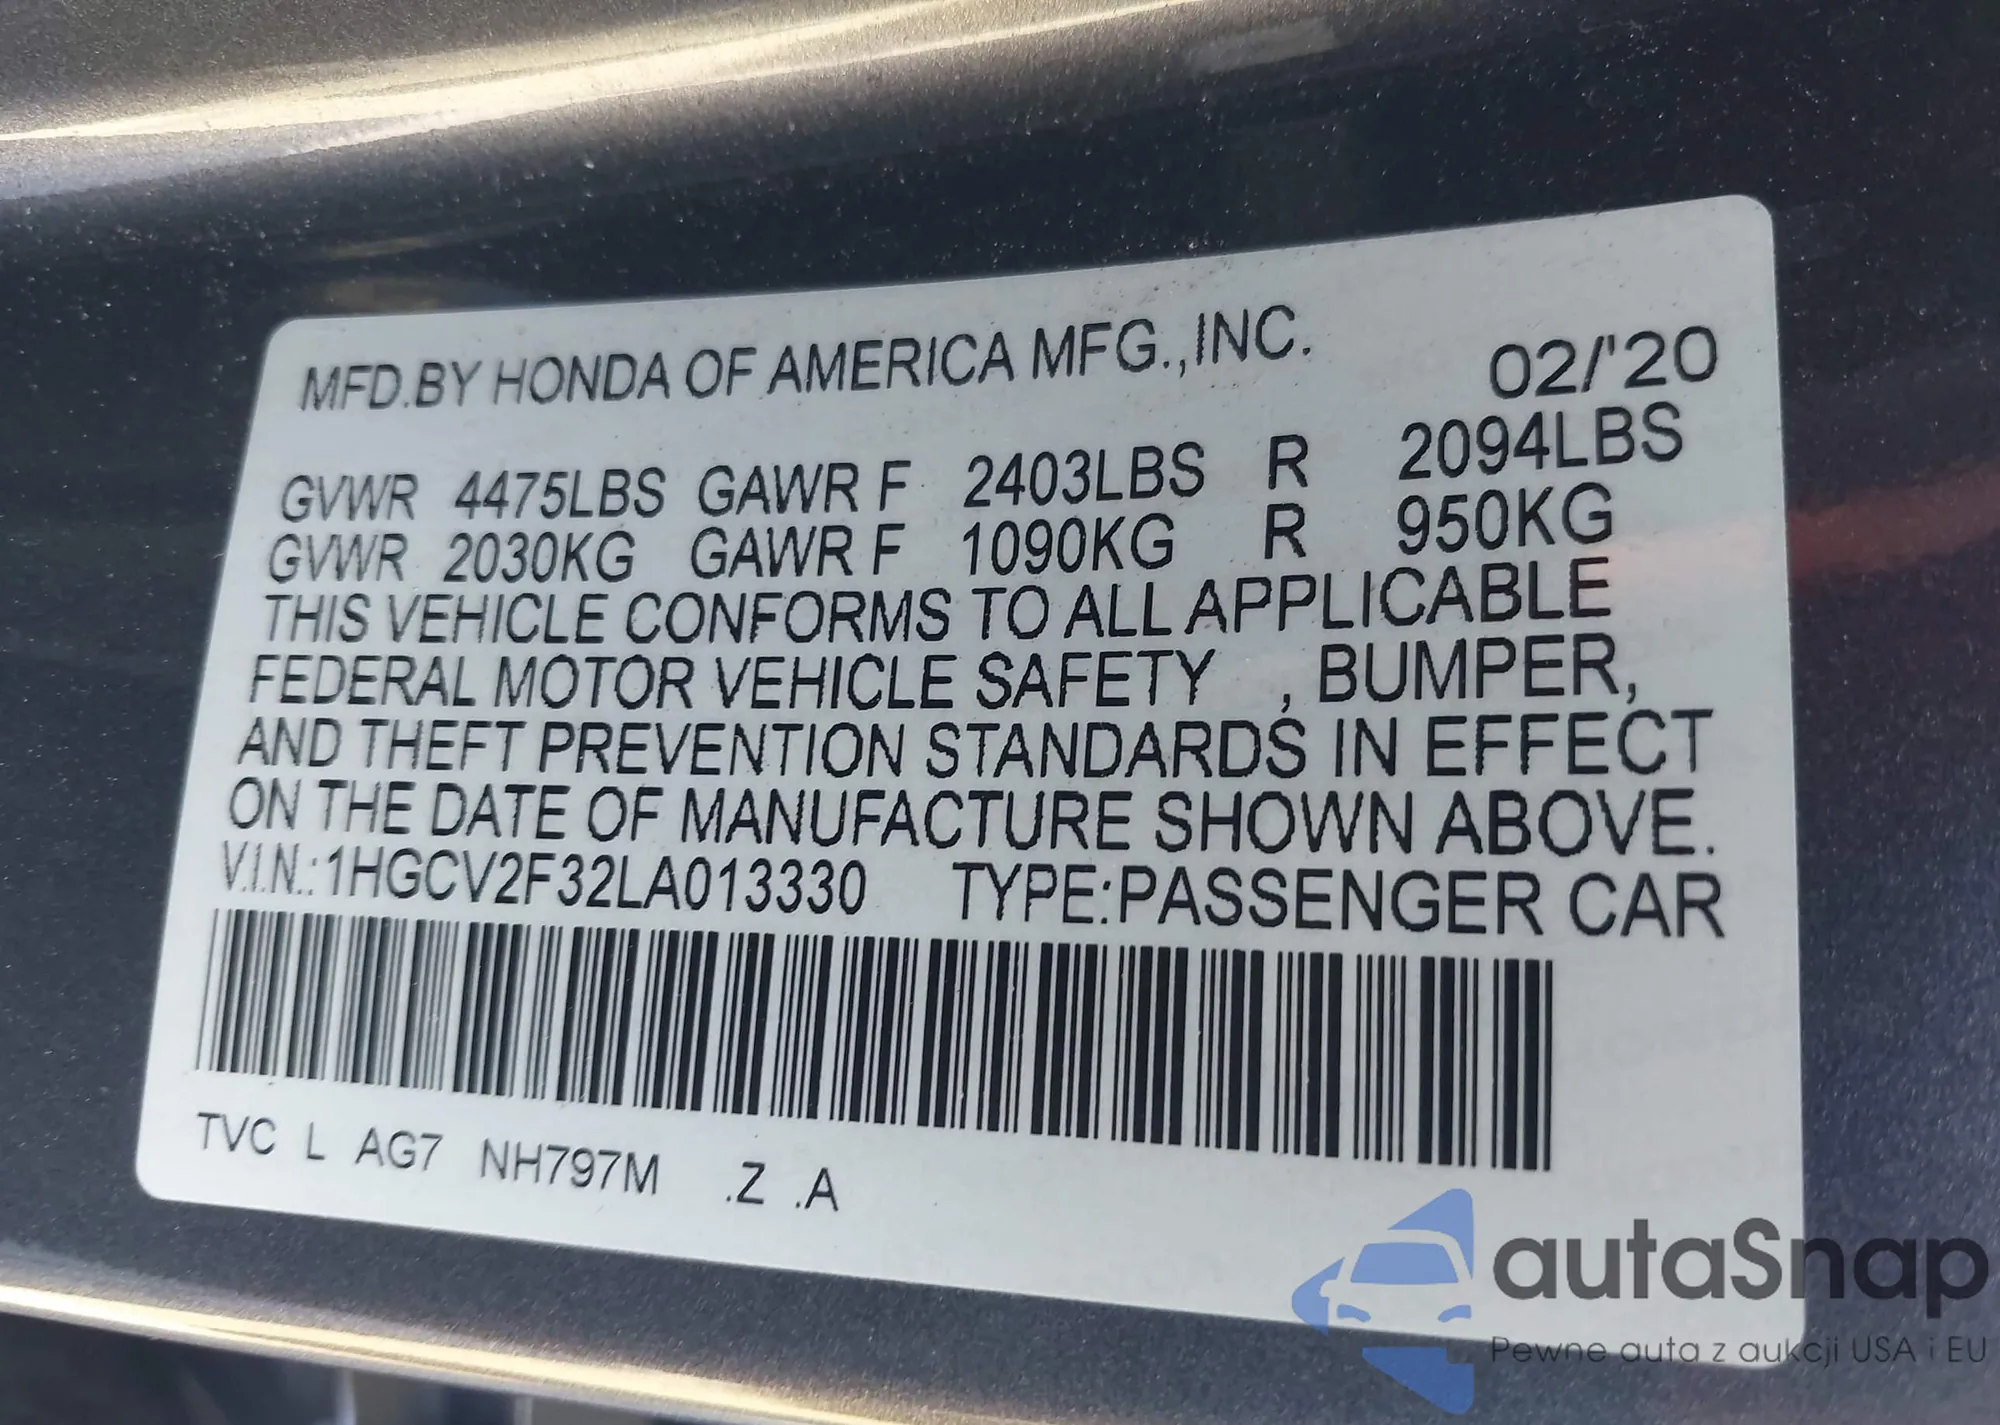 MFD.BY HONDA OF AMERICA MFG.,INC. 02/'20
GVWR 4475LBS GAWR F 2403LBS R 2094LBS
GVWR 2030KG GAWR F 1090KG R 950KG
THIS VEHICLE CONFORMS TO ALL APPLICABLE
FEDERAL MOTOR VEHICLE SAFETY , BUMPER,
AND THEFT PREVENTION STANDARDS IN EFFECT
ON THE DATE OF MANUFACTURE SHOWN ABOVE.
V.I.N.:1HGCV2F32LA013330 TYPE:PASSENGER CAR
TVC L AG7 NH797M .Z .A
autaSnap
Pewne auta z aukcji USA i EU